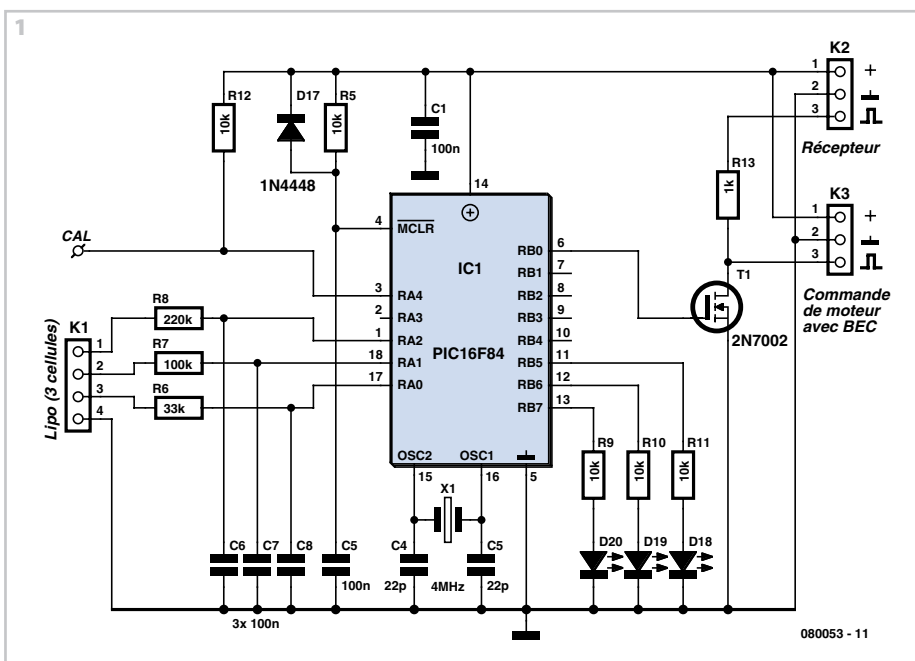 1
K2
1 +
2
3
Récepteur
R12
10k
D17
1N4448
R5
10k
C1
100n
R13
1k
K3
1 +
2
3
Commande
de moteur
avec BEC
T1
2N7002
CAL
14
4 MCLR
IC1
PIC16F84
3 RA4
2 RA3
1 RA2
18 RA1
17 RA0
RB0 6
RB1 7
RB2 8
RB3 9
RB4 10
RB5 11
RB6 12
RB7 13
OSC2
15
OSC1
16
5
K1
1
2
3
4
Lipo (3 cellules)
R8
220k
R7
100k
R6
33k
R9
10k
R10
10k
R11
10k
X1
4MHz
C6
C7
C8
3x 100n
C5
100n
C4
22p
C5
22p
D20
D19
D18
080053 - 11